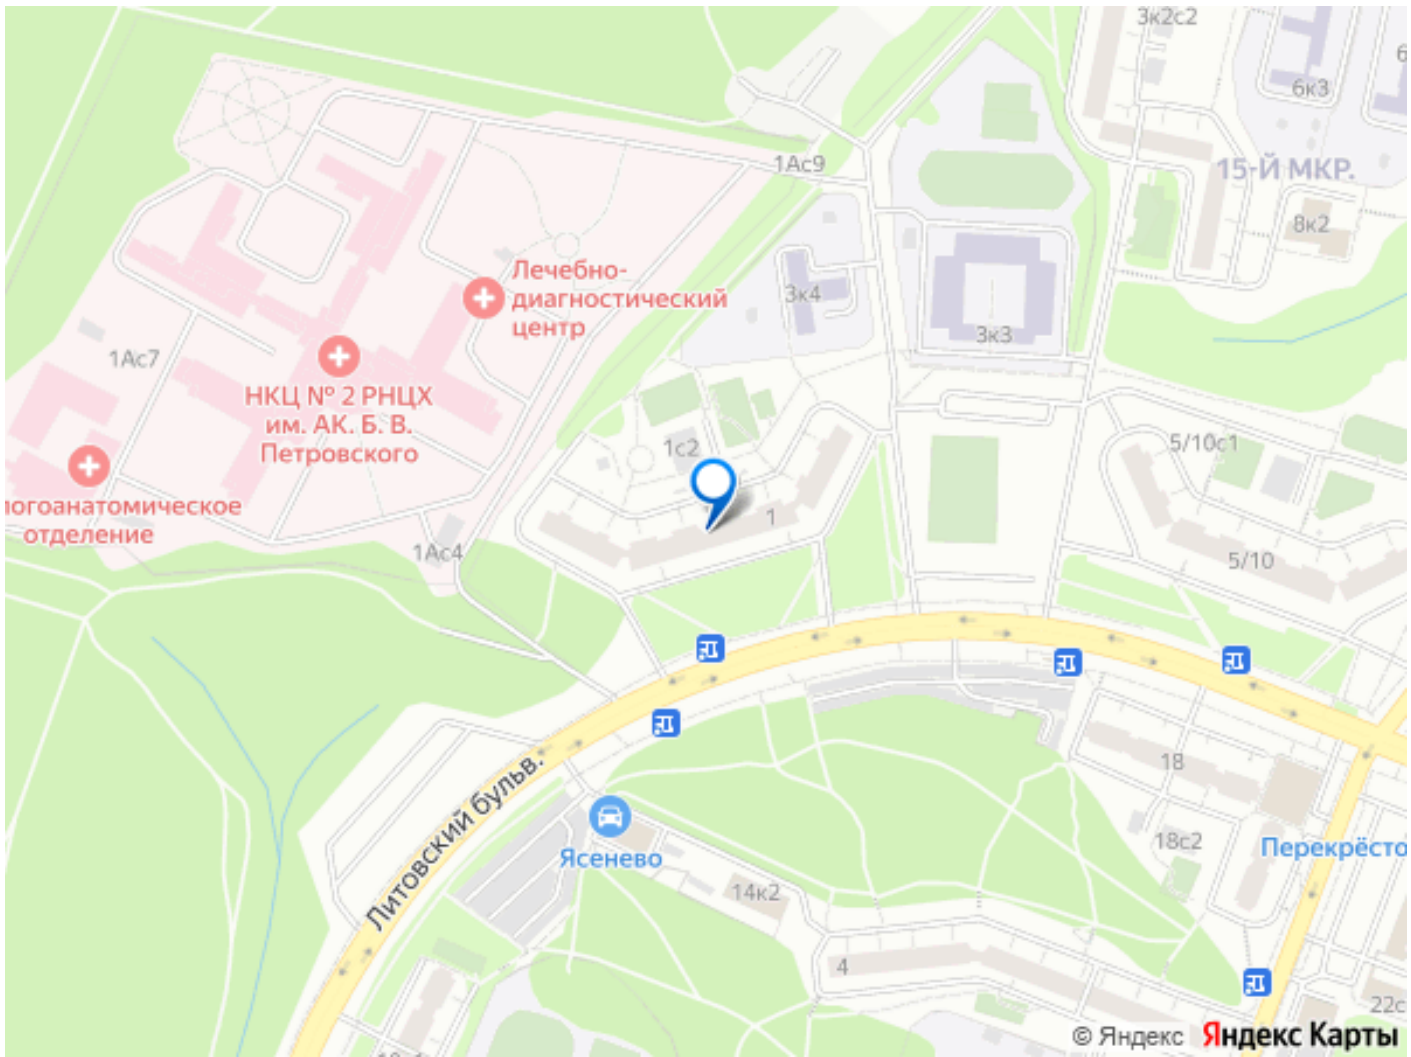 3к2с2
6к3
15-Й МКР.
8к2
1Ас9
Лечебно-
диагностический
центр
3к4
3к3
1Ас7
НКЦ № 2 РНЦХ
им. АК. Б. В.
Петровского
1с2
5/10с1
логоанатомическое
отделение
1
1Ас4
5/10
Литовский бульв.
18
18с2
Перекрёсто
Ясенево
14к2
4
22с
© Яндекс Яндекс Карты